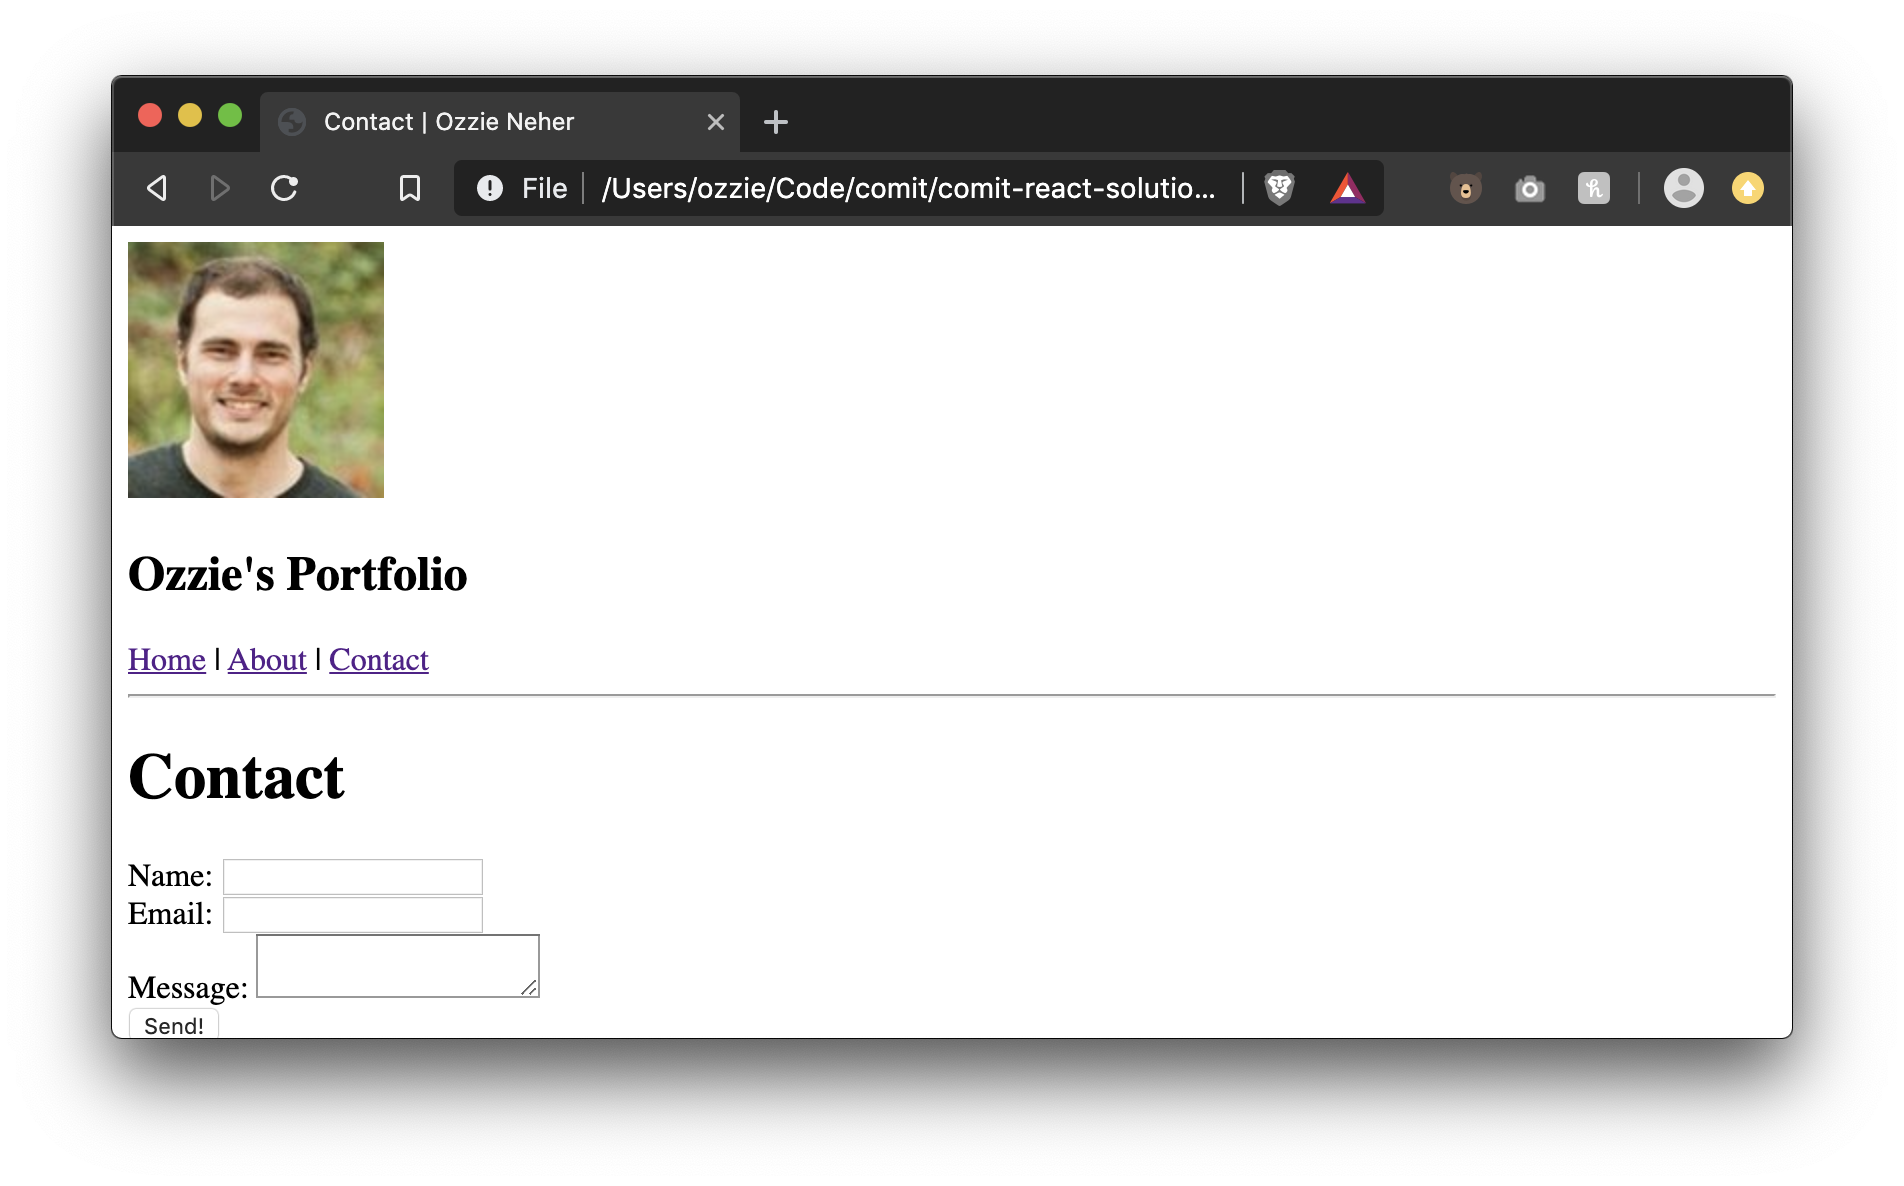 Contact | Ozzie Neher
File
/Users/ozzie/Code/comit/comit-react-solutio...
Ozzie's Portfolio
Home | About | Contact
Contact
Name:
Email:
Message:
Send!